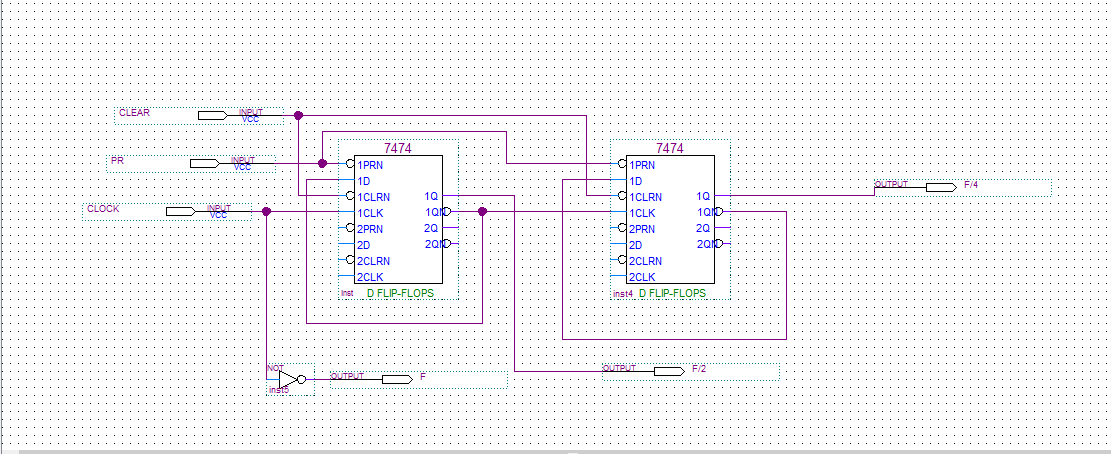 CLEAR
INPUT
VCC
PR
INPUT
VCC
CLOCK
INPUT
VCC
7474
1PRN
1D
1CLRN
1CLK
2PRN
2D
2CLRN
2CLK
1Q
1QN
2Q
2QN
inst
D FLIP-FLOPS
7474
1PRN
1D
1CLRN
1CLK
2PRN
2D
2CLRN
2CLK
1Q
1QN
2Q
2QN
inst4
D FLIP-FLOPS
OUTPUT
F/4
NOT
inst5
OUTPUT
F
OUTPUT
F/2